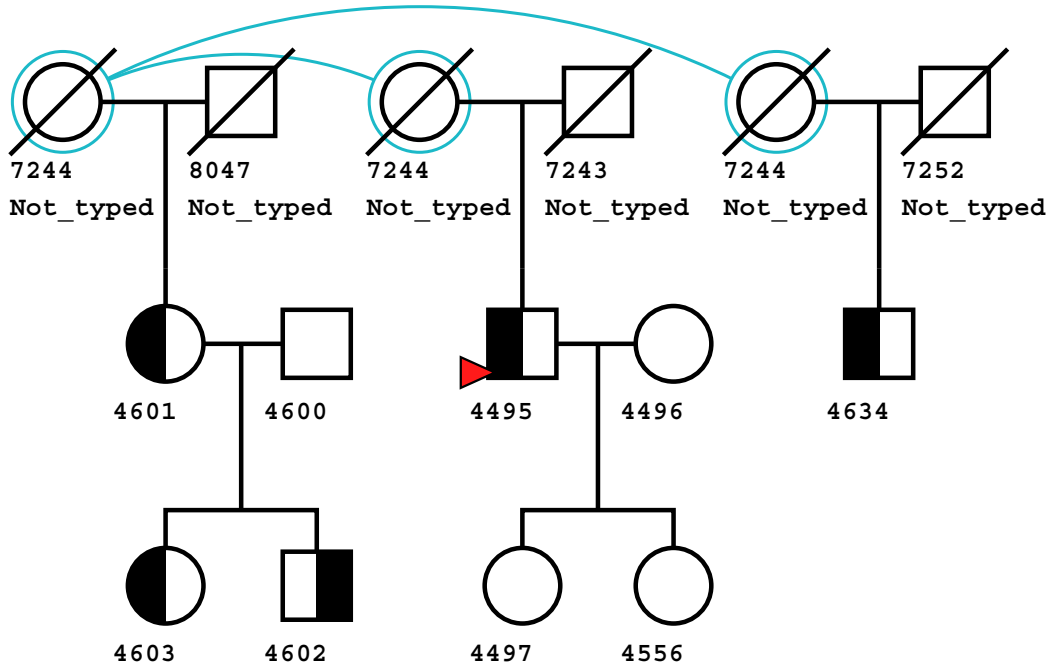 7244 8047 7244 7243 7244 7252
Not_typed Not_typed Not_typed Not_typed Not_typed Not_typed
4601 4600 4495 4496 4634
4603 4602 4497 4556